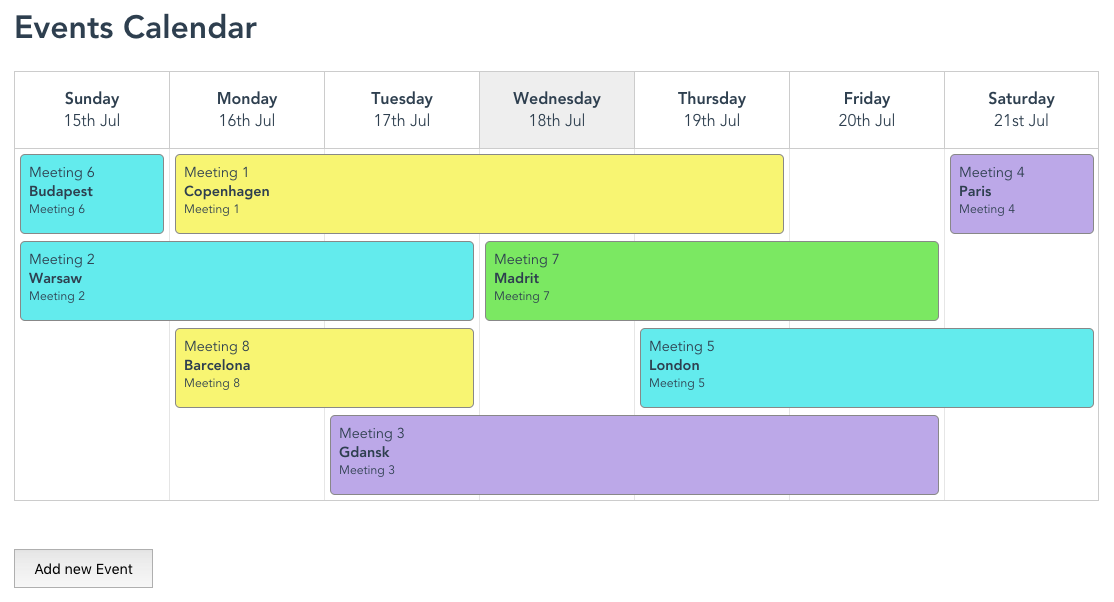 Events Calendar
Sunday
15th Jul
Monday
16th Jul
Tuesday
17th Jul
Wednesday
18th Jul
Thursday
19th Jul
Friday
20th Jul
Saturday
21st Jul
Meeting 6
Budapest
Meeting 6
Meeting 1
Copenhagen
Meeting 1
Meeting 4
Paris
Meeting 4
Meeting 2
Warsaw
Meeting 2
Meeting 7
Madrit
Meeting 7
Meeting 8
Barcelona
Meeting 8
Meeting 5
London
Meeting 5
Meeting 3
Gdansk
Meeting 3
Add new Event